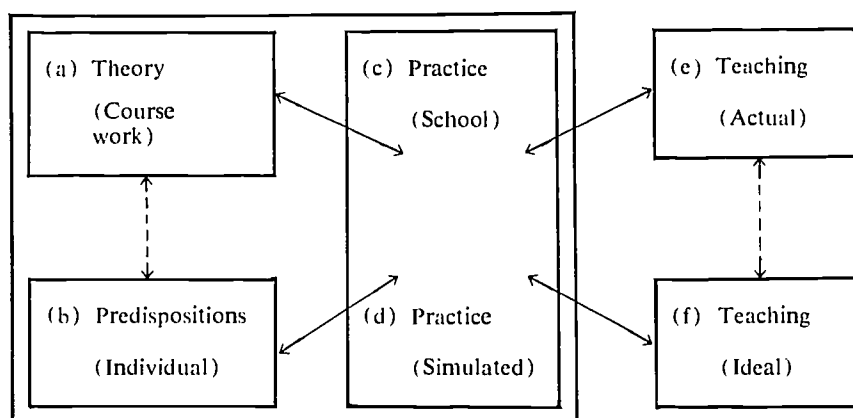 (a) Theory
(Course
work)
(b) Predispositions
(Individual)
(c) Practice
(School)
(d) Practice
(Simulated)
(e) Teaching
(Actual)
(f) Teaching
(Ideal)